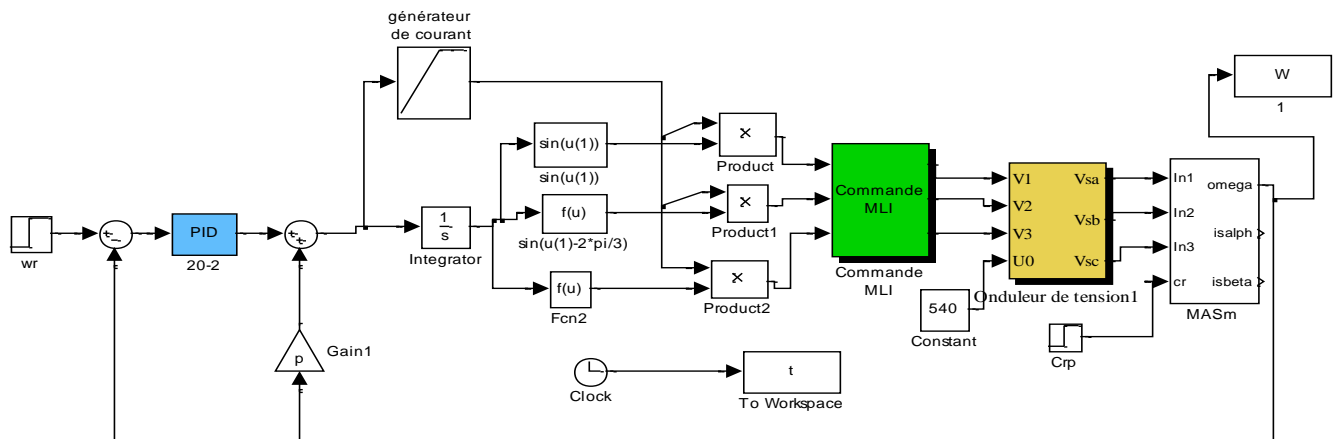 générateur
de courant
W
1
sin(u(1))
sin(u(1))
×
Product
f(u)
sin(u(1)-2*pi/3)
×
Product1
f(u)
Fcn2
×
Product2
Commande
MLI
Commande
MLI
V1
V2
V3
U0
Vsa
Vsb
Vsc
Onduleur de tension1
In1
In2
In3
cr
omega
isalph
isbeta
MASm
wr
PID
20-2
1
s
Integrator
540
Constant
Crp
p
Gain1
Clock
t
To Workspace